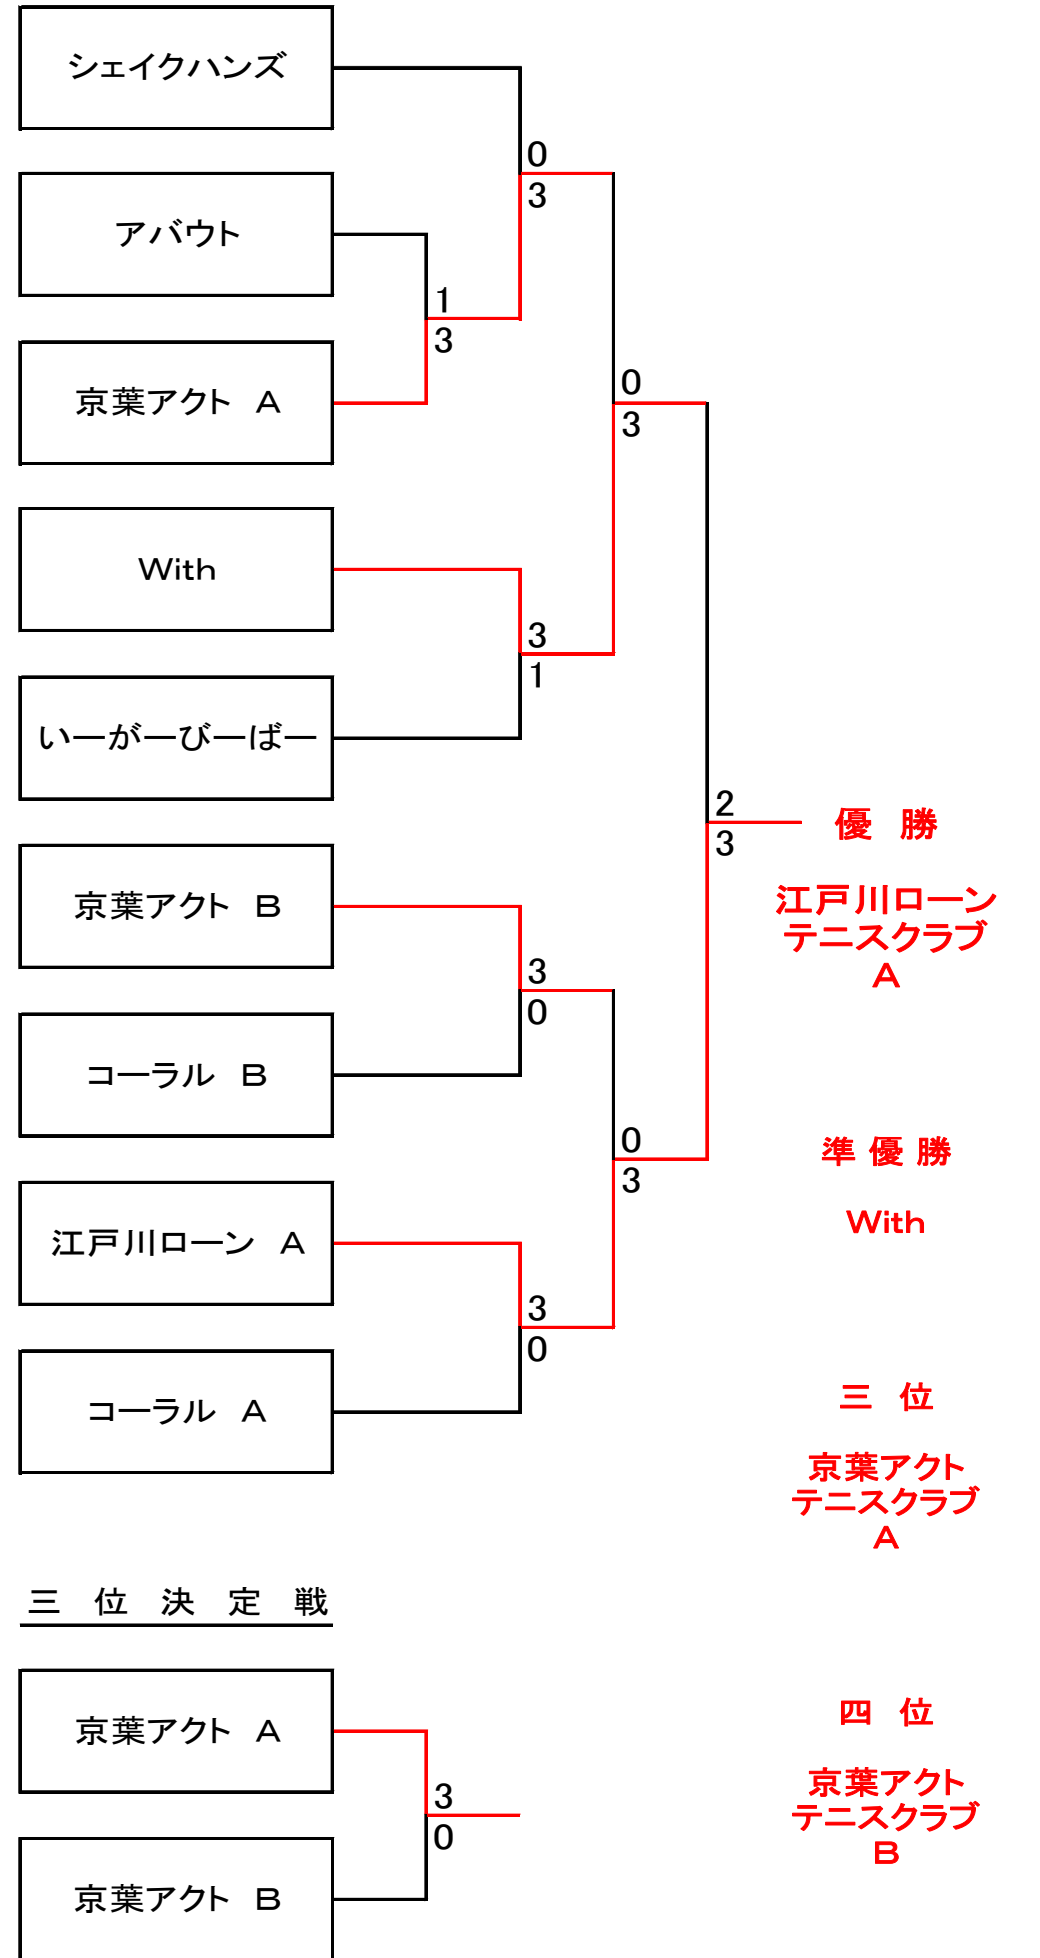 シェイクハンズ
0
3
アバウト
1
3
京葉アクト　A
0
3
With
3
1
いーがーびーばー
2
3
優　勝
江戸川ローン
テニスクラブ
A
京葉アクト　B
3
0
コーラル　B
0
3
準 優 勝
With
江戸川ローン　A
3
0
コーラル　A
三　位
京葉アクト
テニスクラブ
A
三　位　決　定　戦
京葉アクト　A
3
0
京葉アクト　B
四　位
京葉アクト
テニスクラブ
B